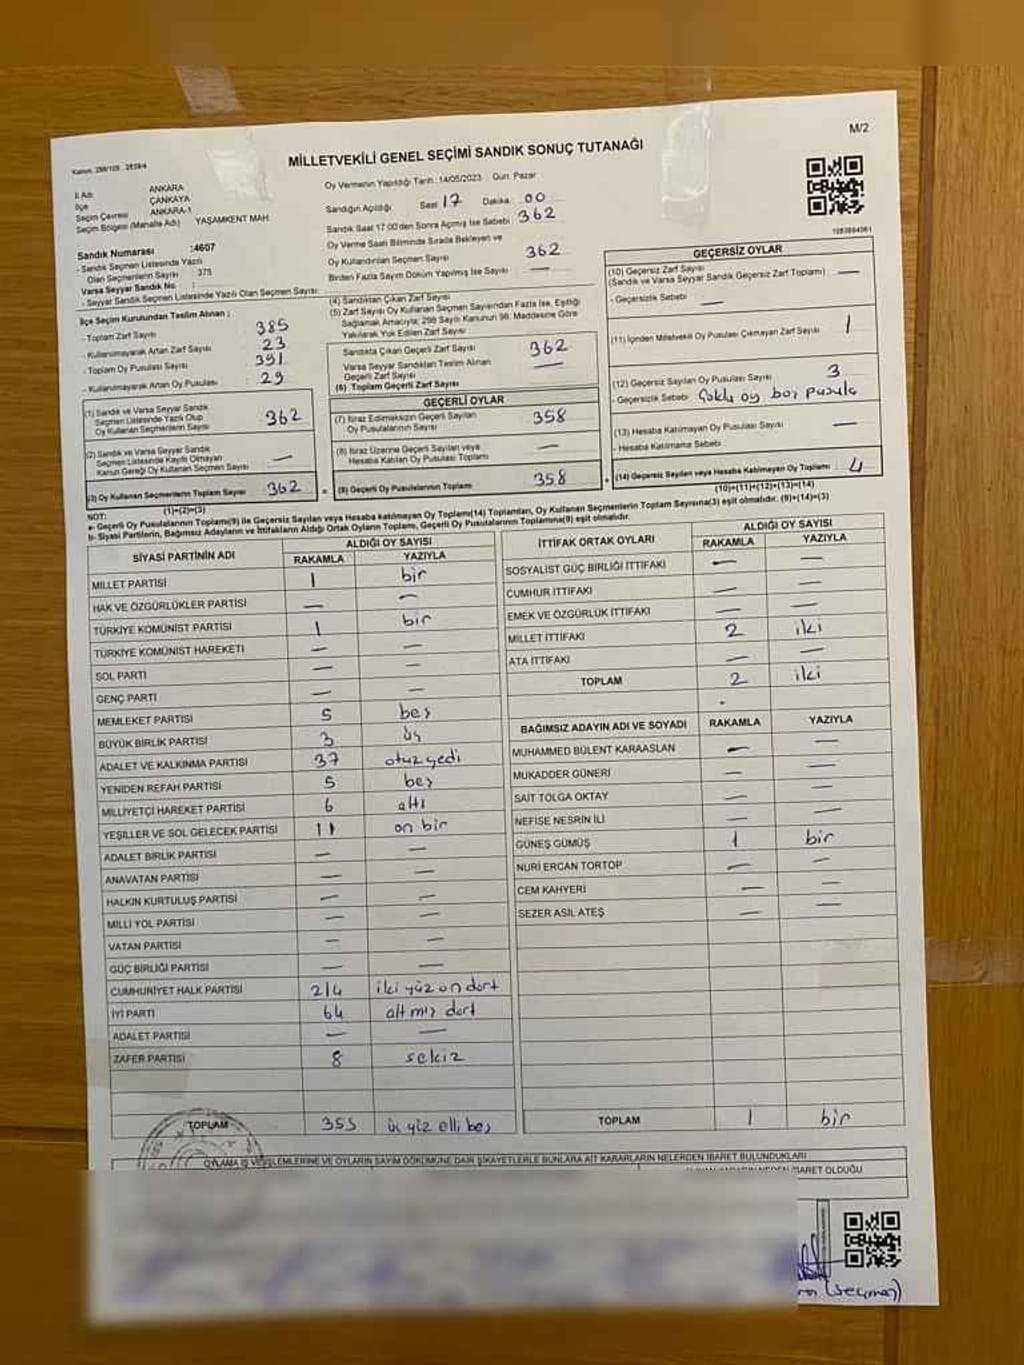 M/2
MİLLETVEKİLİ GENEL SEÇİMİ SANDIK SONUÇ TUTANAĞI
İl Adı ANKARA
İlçe ÇANKAYA
Seçim Çevresi ANKARA-1
Seçim Bölgesi (Mahalle Adı) YAŞAMKENT MAH.
Sandık Numarası :4607
- Sandık Seçmen Listesinde Yazılı
Olan Seçmenlerin Sayısı : 375
Varsa Seyyar Sandık No :
- Seyyar Sandık Seçmen Listesinde Yazılı Olan Seçmen Sayısı:
Oy Vermenin Yapıldığı Tarih :14/05/2023 Gün: Pazar
Sandığın Açıldığı Saat 17 Dakika 00
Sandık Saat 17:00'den Sonra Açılmış İse Sebebi: 362
Oy Verme Saati Bitiminde Sırada Bekleyen ve
Oy Kullandırılan Seçmen Sayısı 362
Birden Fazla Sayım Döküm Yapılmış İse Sayısı —
İlçe Seçim Kurulundan Teslim Alınan ;
- Toplam Zarf Sayısı : 385
- Kullanılmayarak Artan Zarf Sayısı : 23
- Toplam Oy Pusulası Sayısı : 391
- Kullanılmayarak Artan Oy Pusulası : 29
(1) Sandık ve Varsa Seyyar Sandık
Seçmen Listesinde Yazılı Olup
Oy Kullanan Seçmenlerin Sayısı 362
(2) Sandık ve Varsa Seyyar Sandık
Seçmen Listesinde Kayıtlı Olmayan
Kanun Gereği Oy Kullanan Seçmen Sayısı —
(3) Oy Kullanan Seçmenlerin Toplam Sayısı 362
(1)+(2)=(3)
(4) Sandıktan Çıkan Zarf Sayısı
(5) Zarf Sayısı Oy Kullanan Seçmen Sayısından Fazla İse, Eşitliği
Sağlamak Amacıyla; 298 Sayılı Kanunun 98. Maddesine Göre
Yakılarak Yok Edilen Zarf Sayısı
Sandıkta Çıkan Geçerli Zarf Sayısı 362
Varsa Seyyar Sandıktan Teslim Alınan
Geçerli Zarf Sayısı —
(6) Toplam Geçerli Zarf Sayısı
GEÇERLİ OYLAR
(7) İtiraz Edilmeksizin Geçerli Sayılan
Oy Pusulalarının Sayısı 358
(8) İtiraz Üzerine Geçerli Sayılan veya
Hesaba Katılan Oy Pusulası Toplamı —
= (9) Geçerli Oy Pusulalarının Toplamı 358
GEÇERSİZ OYLAR
(10) Geçersiz Zarf Sayısı
(Sandık ve Varsa Seyyar Sandık Geçersiz Zarf Toplamı) —
- Geçersizlik Sebebi : —
(11) İçinden Milletvekili Oy Pusulası Çıkmayan Zarf Sayısı 1
(12) Geçersiz Sayılan Oy Pusulası Sayısı 3
- Geçersizlik Sebebi Çoklu oy boş pusula
(13) Hesaba Katılmayan Oy Pusulası Sayısı —
- Hesaba Katılmama Sebebi :
+ (14) Geçersiz Sayılan veya Hesaba Katılmayan Oy Toplamı 4
(10)+(11)+(12)+(13)=(14)
NOT:
a- Geçerli Oy Pusulalarının Toplamı(9) ile Geçersiz Sayılan veya Hesaba katılmayan Oy Toplamı(14) Toplamları, Oy Kullanan Seçmenlerin Toplam Sayısına(3) eşit olmalıdır. (9)+(14)=(3)
b- Siyasi Partilerin, Bağımsız Adayların ve İttifakların Aldığı Ortak Oyların Toplamı, Geçerli Oy Pusulalarının Toplamına(9) eşit olmalıdır.
SİYASİ PARTİNİN ADI ALDIĞI OY SAYISI
RAKAMLA YAZIYLA
MİLLET PARTİSİ 1 bir
HAK VE ÖZGÜRLÜKLER PARTİSİ — —
TÜRKİYE KOMÜNİST PARTİSİ 1 bir
TÜRKİYE KOMÜNİST HAREKETİ — —
SOL PARTİ — —
GENÇ PARTİ — —
MEMLEKET PARTİSİ 5 beş
BÜYÜK BİRLİK PARTİSİ 3 üç
ADALET VE KALKINMA PARTİSİ 37 otuz yedi
YENİDEN REFAH PARTİSİ 5 beş
MİLLİYETÇİ HAREKET PARTİSİ 6 altı
YEŞİLLER VE SOL GELECEK PARTİSİ 11 on bir
ADALET BİRLİK PARTİSİ — —
ANAVATAN PARTİSİ — —
HALKIN KURTULUŞ PARTİSİ — —
MİLLİ YOL PARTİSİ — —
VATAN PARTİSİ — —
GÜÇ BİRLİĞİ PARTİSİ — —
CUMHURİYET HALK PARTİSİ 214 iki yüz on dört
İYİ PARTİ 64 altmış dört
ADALET PARTİSİ — —
ZAFER PARTİSİ 8 sekiz
TOPLAM 355 üç yüz elli beş
İTTİFAK ORTAK OYLARI ALDIĞI OY SAYISI
RAKAMLA YAZIYLA
SOSYALİST GÜÇ BİRLİĞİ İTTİFAKI — —
CUMHUR İTTİFAKI — —
EMEK VE ÖZGÜRLÜK İTTİFAKI — —
MİLLET İTTİFAKI 2 iki
ATA İTTİFAKI — —
TOPLAM 2 iki
BAĞIMSIZ ADAYIN ADI VE SOYADI RAKAMLA YAZIYLA
MUHAMMED BÜLENT KARAASLAN — —
MUKADDER GÜNERİ — —
SAİT TOLGA OKTAY — —
NEFİSE NESRİN İLİ — —
GÜNEŞ GÜMÜŞ 1 bir
NURİ ERCAN TORTOP — —
CEM KAHYERİ — —
SEZER ASİL ATEŞ — —
TOPLAM 1 bir
OYLAMA İŞ VE İŞLEMLERİNE VE OYLARIN SAYIM DÖKÜMÜNE DAİR ŞİKAYETLERLE BUNLARA AİT KARARLARIN NELERDEN İBARET BULUNDUKLARI
İBARET OLDUĞU
(seçmen)